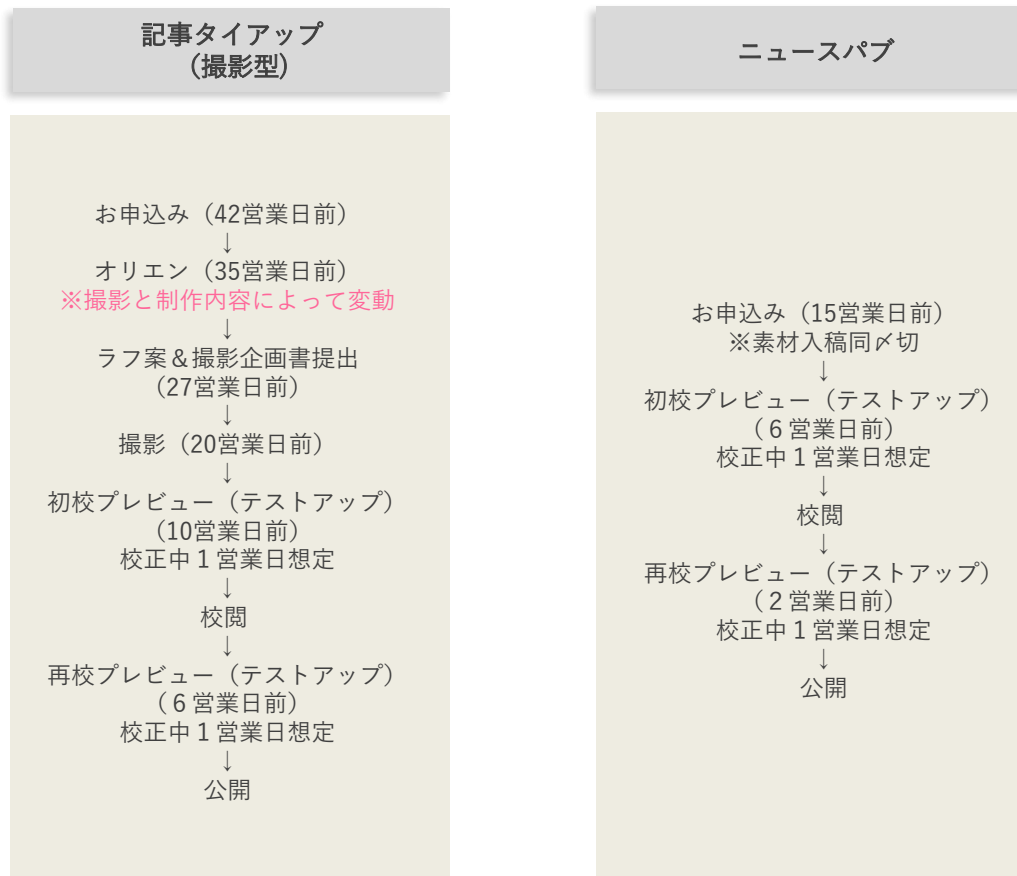 記事タイアップ
(撮影型)
お申込み（42営業日前）
↓
オリエン（35営業日前）
※撮影と制作内容によって変動
↓
ラフ案＆撮影企画書提出
（27営業日前）
↓
撮影（20営業日前）
↓
初校プレビュー（テストアップ）
（10営業日前）
校正中１営業日想定
↓
校閲
↓
再校プレビュー（テストアップ）
（６営業日前）
校正中１営業日想定
↓
公開
ニュースパブ
お申込み（15営業日前）
※素材入稿同〆切
↓
初校プレビュー（テストアップ）
（６営業日前）
校正中１営業日想定
↓
校閲
↓
再校プレビュー（テストアップ）
（２営業日前）
校正中１営業日想定
↓
公開